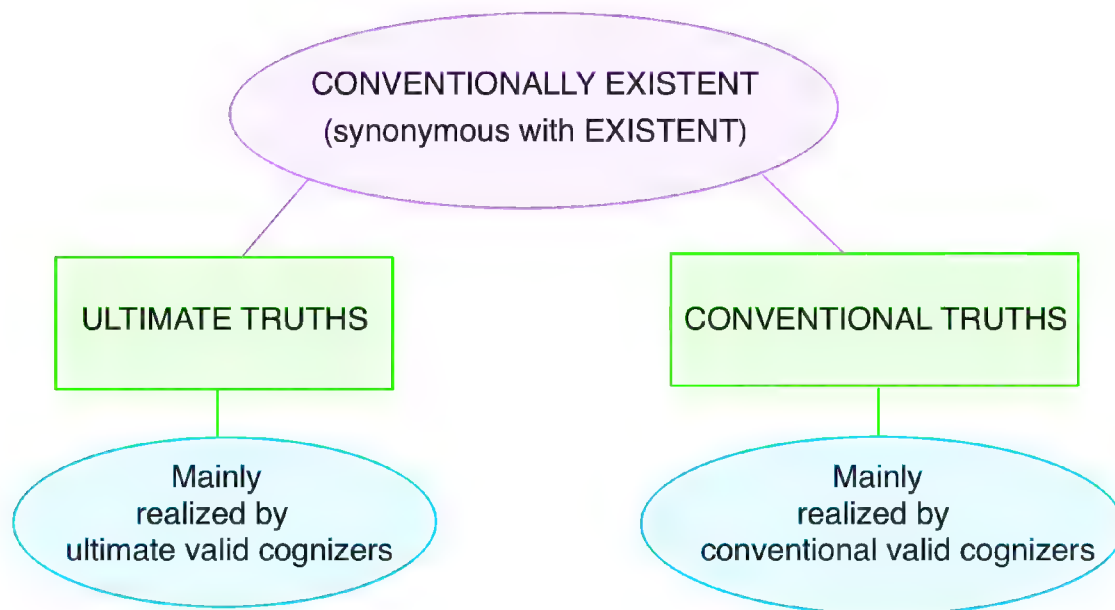 CONVENTIONALLY EXISTENT
(synonymous with EXISTENT)
ULTIMATE TRUTHS
CONVENTIONAL TRUTHS
Mainly
realized by
ultimate valid cognizers
Mainly
realized by
conventional valid cognizers